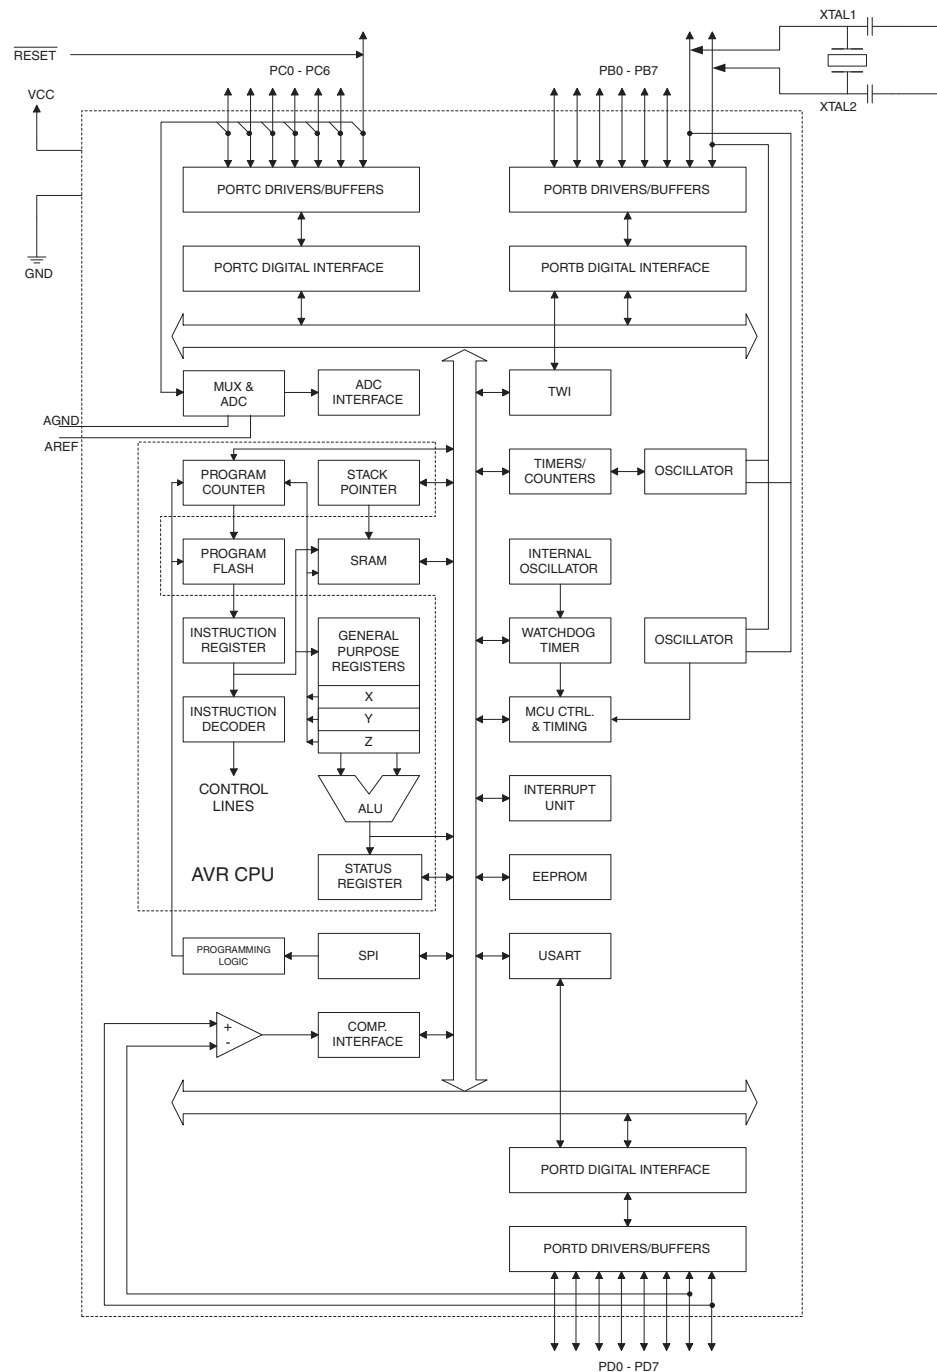 XTAL1
RESET
PC0 - PC6
PB0 - PB7
VCC
XTAL2
PORTC DRIVERS/BUFFERS
PORTB DRIVERS/BUFFERS
GND
PORTC DIGITAL INTERFACE
PORTB DIGITAL INTERFACE
MUX &
ADC
ADC
INTERFACE
TWI
AGND
AREF
PROGRAM
COUNTER
STACK
POINTER
TIMERS/
COUNTERS
OSCILLATOR
PROGRAM
FLASH
SRAM
INTERNAL
OSCILLATOR
INSTRUCTION
REGISTER
GENERAL
PURPOSE
REGISTERS
WATCHDOG
TIMER
OSCILLATOR
X
INSTRUCTION
DECODER
Y
MCU CTRL.
& TIMING
Z
CONTROL
LINES
ALU
INTERRUPT
UNIT
AVR CPU
STATUS
REGISTER
EEPROM
PROGRAMMING
LOGIC
SPI
USART
+
-
COMP.
INTERFACE
PORTD DIGITAL INTERFACE
PORTD DRIVERS/BUFFERS
PD0 - PD7